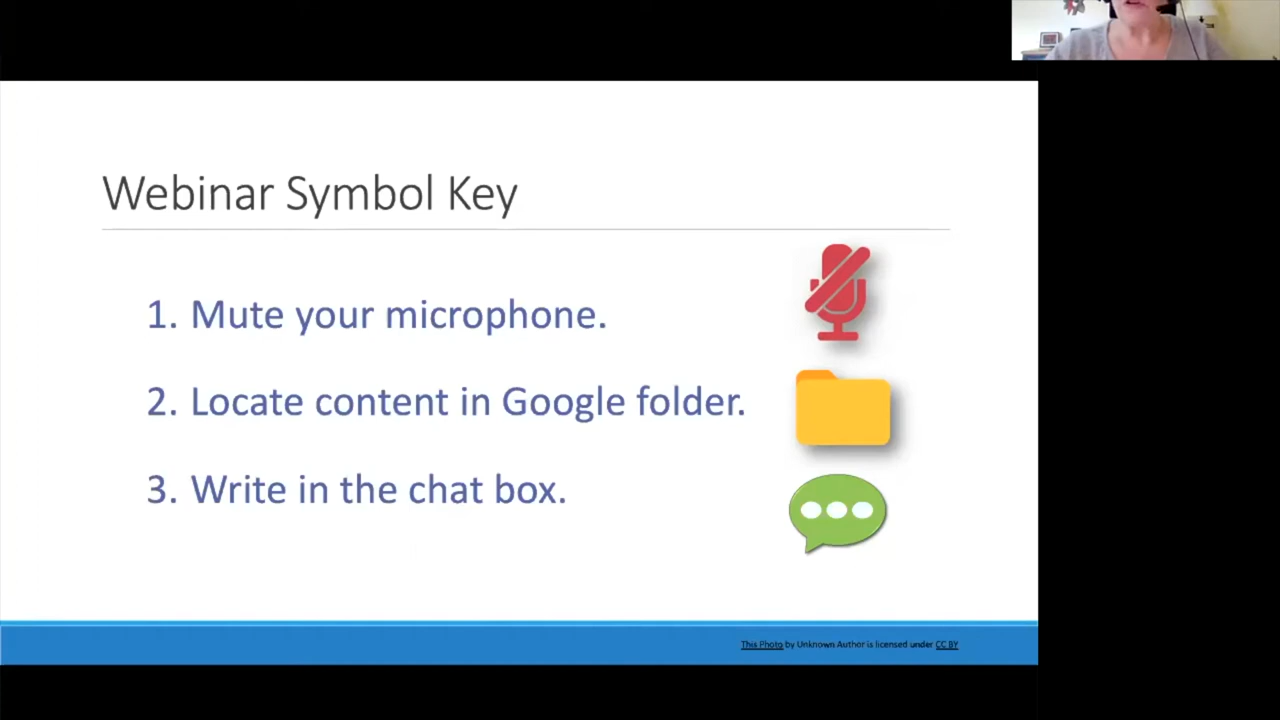 Webinar Symbol Key
1. Mute your microphone.
2. Locate content in Google folder.
3. Write in the chat box.
This Photo by Unknown Author is licensed under CC BY